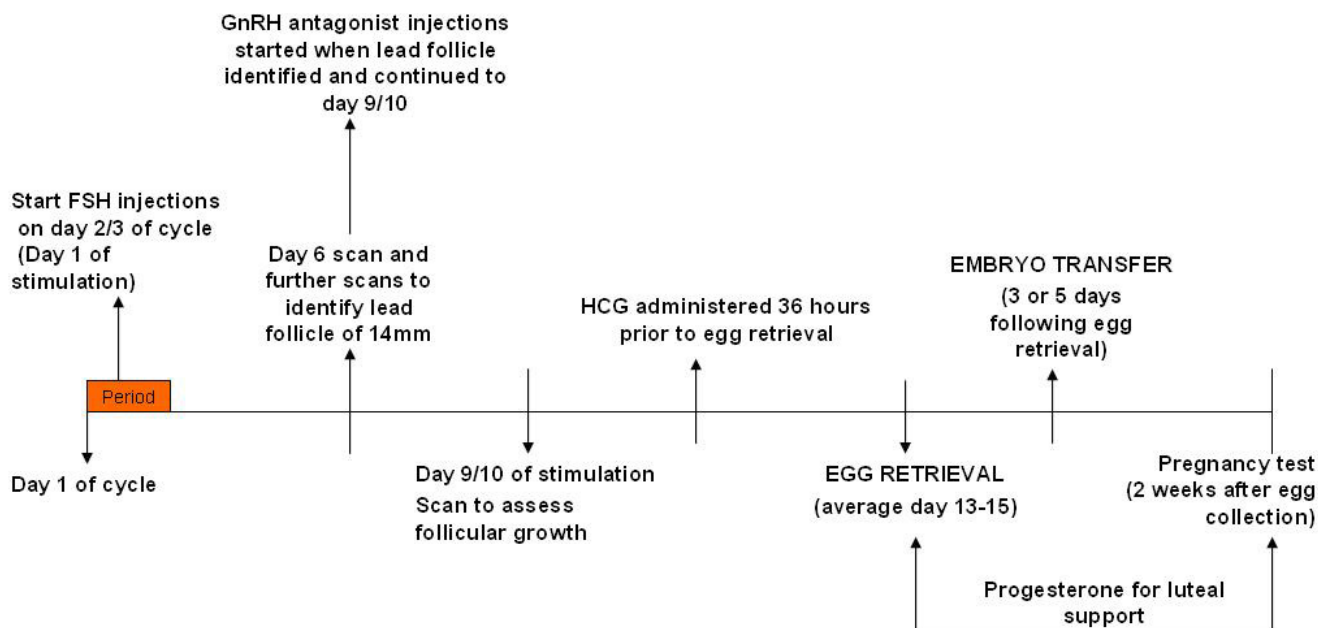 GnRH antagonist injections
started when lead follicle
identified and continued to
day 9/10
Start FSH injections
on day 2/3 of cycle
(Day 1 of
stimulation)
Day 6 scan and
further scans to
identify lead
follicle of 14mm
HCG administered 36 hours
prior to egg retrieval
EMBRYO TRANSFER
(3 or 5 days
following egg
retrieval)
Period
Day 1 of cycle
Day 9/10 of stimulation
Scan to assess
follicular growth
EGG RETRIEVAL
(average day 13-15)
Pregnancy test
(2 weeks after egg
collection)
Progesterone for luteal
support